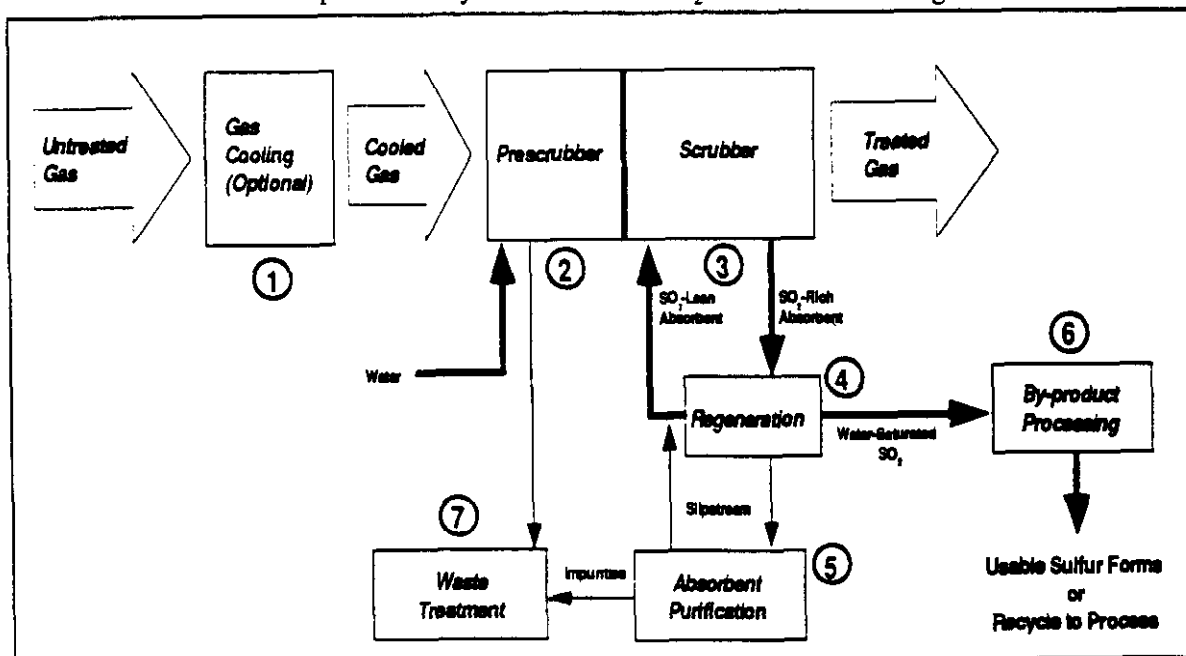 Untreated
Gas
Gas
Cooling
(Optional)
Cooled
Gas
Prescrubber
Scrubber
Treated
Gas
1
2
3
SO2-Lean
Absorbent
SO2-Rich
Absorbent
Water
4
Regeneration
Water-Saturated
SO2
6
By-product
Processing
Slipstream
7
Waste
Treatment
Impurities
Absorbent
Purification
5
Usable Sulfur Forms
or
Recycle to Process